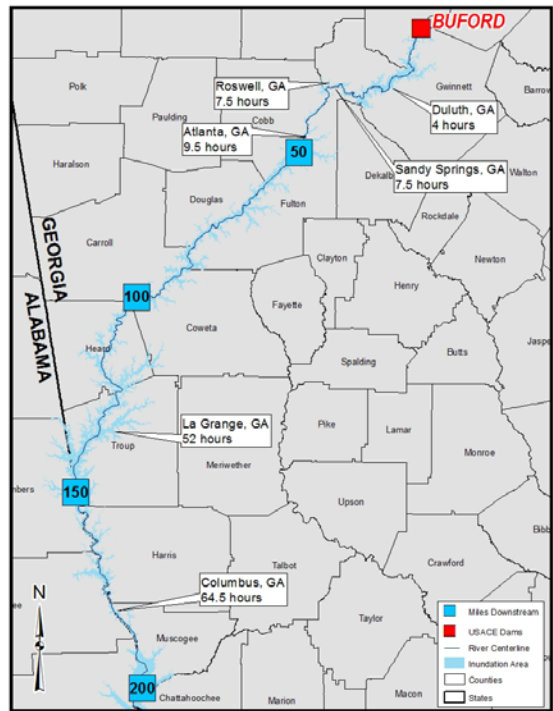 BUFORD
Polk
Roswell, GA
7.5 hours
Gwinnett
Barrow
Paulding
Cobb
Duluth, GA
4 hours
Atlanta, GA
9.5 hours
50
Haralson
Sandy Springs, GA
7.5 hours
Walton
Dekalb
Douglas
Fulton
Rockdale
GEORGIA
ALABAMA
Carroll
Clayton
Newton
100
Henry
Fayette
Coweta
Butts
Jaspe
Heard
Spalding
La Grange, GA
52 hours
Troup
Pike
Lamar
Monroe
Meriwether
150
mbers
Upson
Bibb
Harris
Talbot
Crawford
Columbus, GA
64.5 hours
N
ee
Taylor
Muscogee
200
Chattahoochee
Marion
Macon
Miles Downstream
USACE Dams
River Centerline
Inundation Area
Counties
States